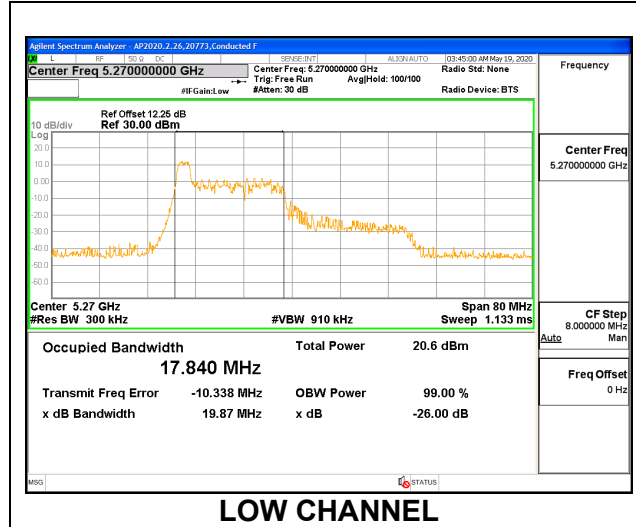 Agilent Spectrum Analyzer - AP2020.2.26,20773,Conducted F
LXI L RF 50 Ω DC SENSE:INT ALIGN AUTO 03:45:00 AM May 19, 2020
Center Freq 5.270000000 GHz
Center Freq: 5.270000000 GHz
Radio Std: None
Trig: Free Run Avg|Hold: 100/100
#IFGain:Low #Atten: 30 dB Radio Device: BTS
Frequency
Ref Offset 12.25 dB
10 dB/div Ref 30.00 dBm
Log
20.0
10.0
0.00
-10.0
-20.0
-30.0
-40.0
-50.0
-60.0
Center 5.27 GHz Span 80 MHz
#Res BW 300 kHz #VBW 910 kHz Sweep 1.133 ms
Center Freq
5.270000000 GHz
CF Step
8.000000 MHz
Auto Man
Freq Offset
0 Hz
Occupied Bandwidth Total Power 20.6 dBm
17.840 MHz
Transmit Freq Error -10.338 MHz OBW Power 99.00 %
x dB Bandwidth 19.87 MHz x dB -26.00 dB
MSG STATUS
LOW CHANNEL